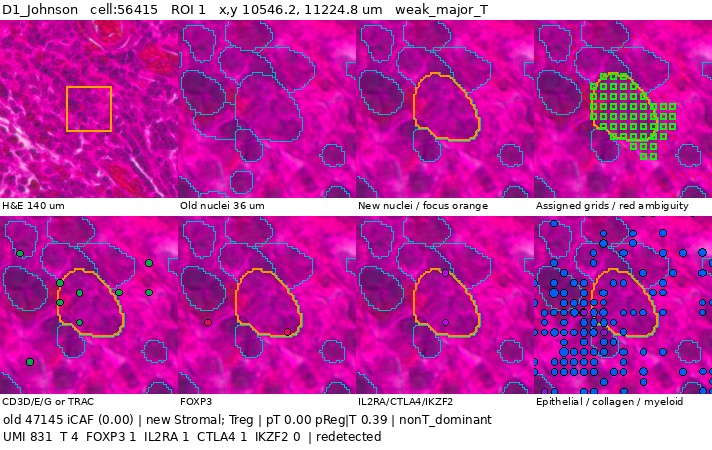 D1_Johnson cell:56415 ROI 1 x,y 10546.2, 11224.8 um weak_major_T
H&E 140 um
Old nuclei 36 um
New nuclei / focus orange
Assigned grids / red ambiguity
CD3D/E/G or TRAC
FOXP3
IL2RA/CTLA4/IKZF2
Epithelial / collagen / myeloid
old 47145 iCAF (0.00) | new Stromal; Treg | pT 0.00 pReg|T 0.39 | nonT_dominant
UMI 831 T 4 FOXP3 1 IL2RA 1 CTLA4 1 IKZF2 0 | redetected